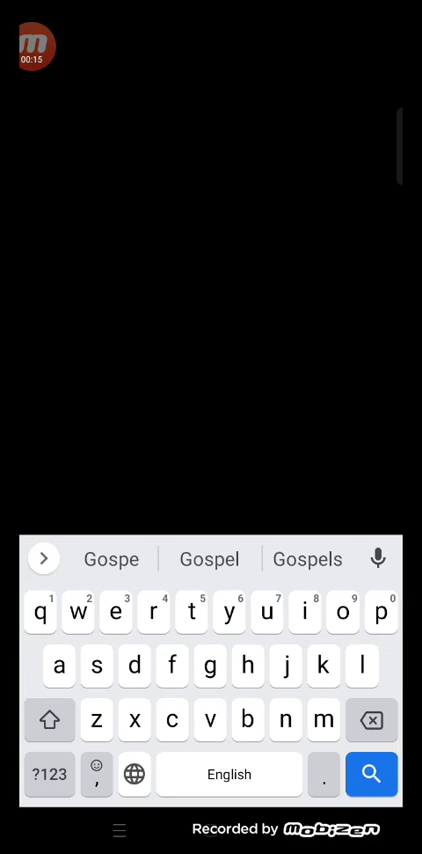 m
00:15
Gospe Gospel Gospels
1 2 3 4 5 6 7 8 9 0
q w e r t y u i o p
a s d f g h j k l
z x c v b n m
?123 , English .
Recorded by mobizen